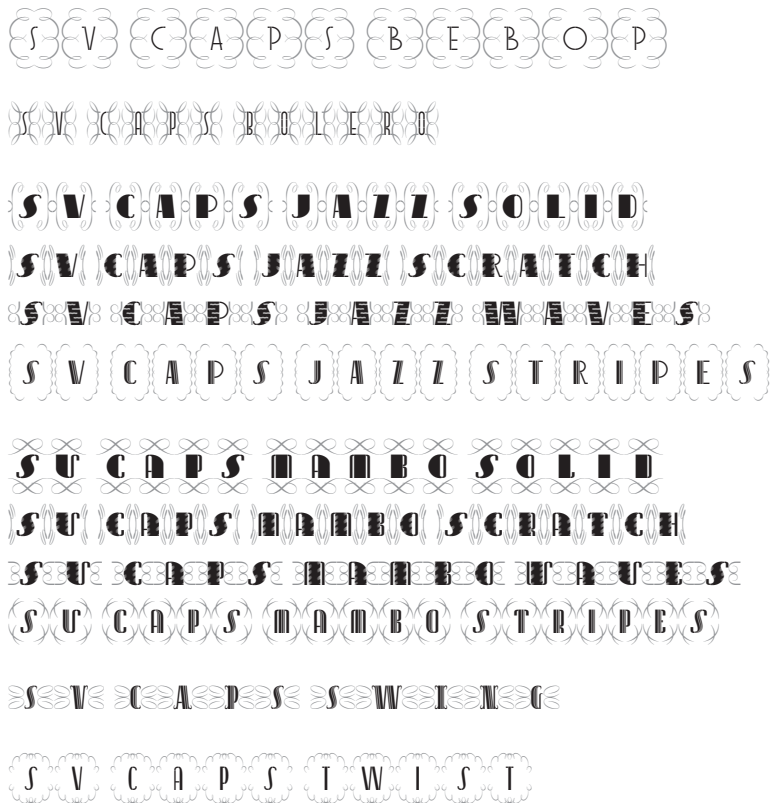 SV CAPS BEBOP
SV CAPS BOLERO
SV CAPS JAZZ SOLID
SV CAPS JAZZ SCRATCH
SV CAPS JAZZ WAVES
SV CAPS JAZZ STRIPES
SV CAPS MAMBO SOLID
SV CAPS MAMBO SCRATCH
SV CAPS MAMBO WAVES
SV CAPS MAMBO STRIPES
SV CAPS SWING
SV CAPS TWIST